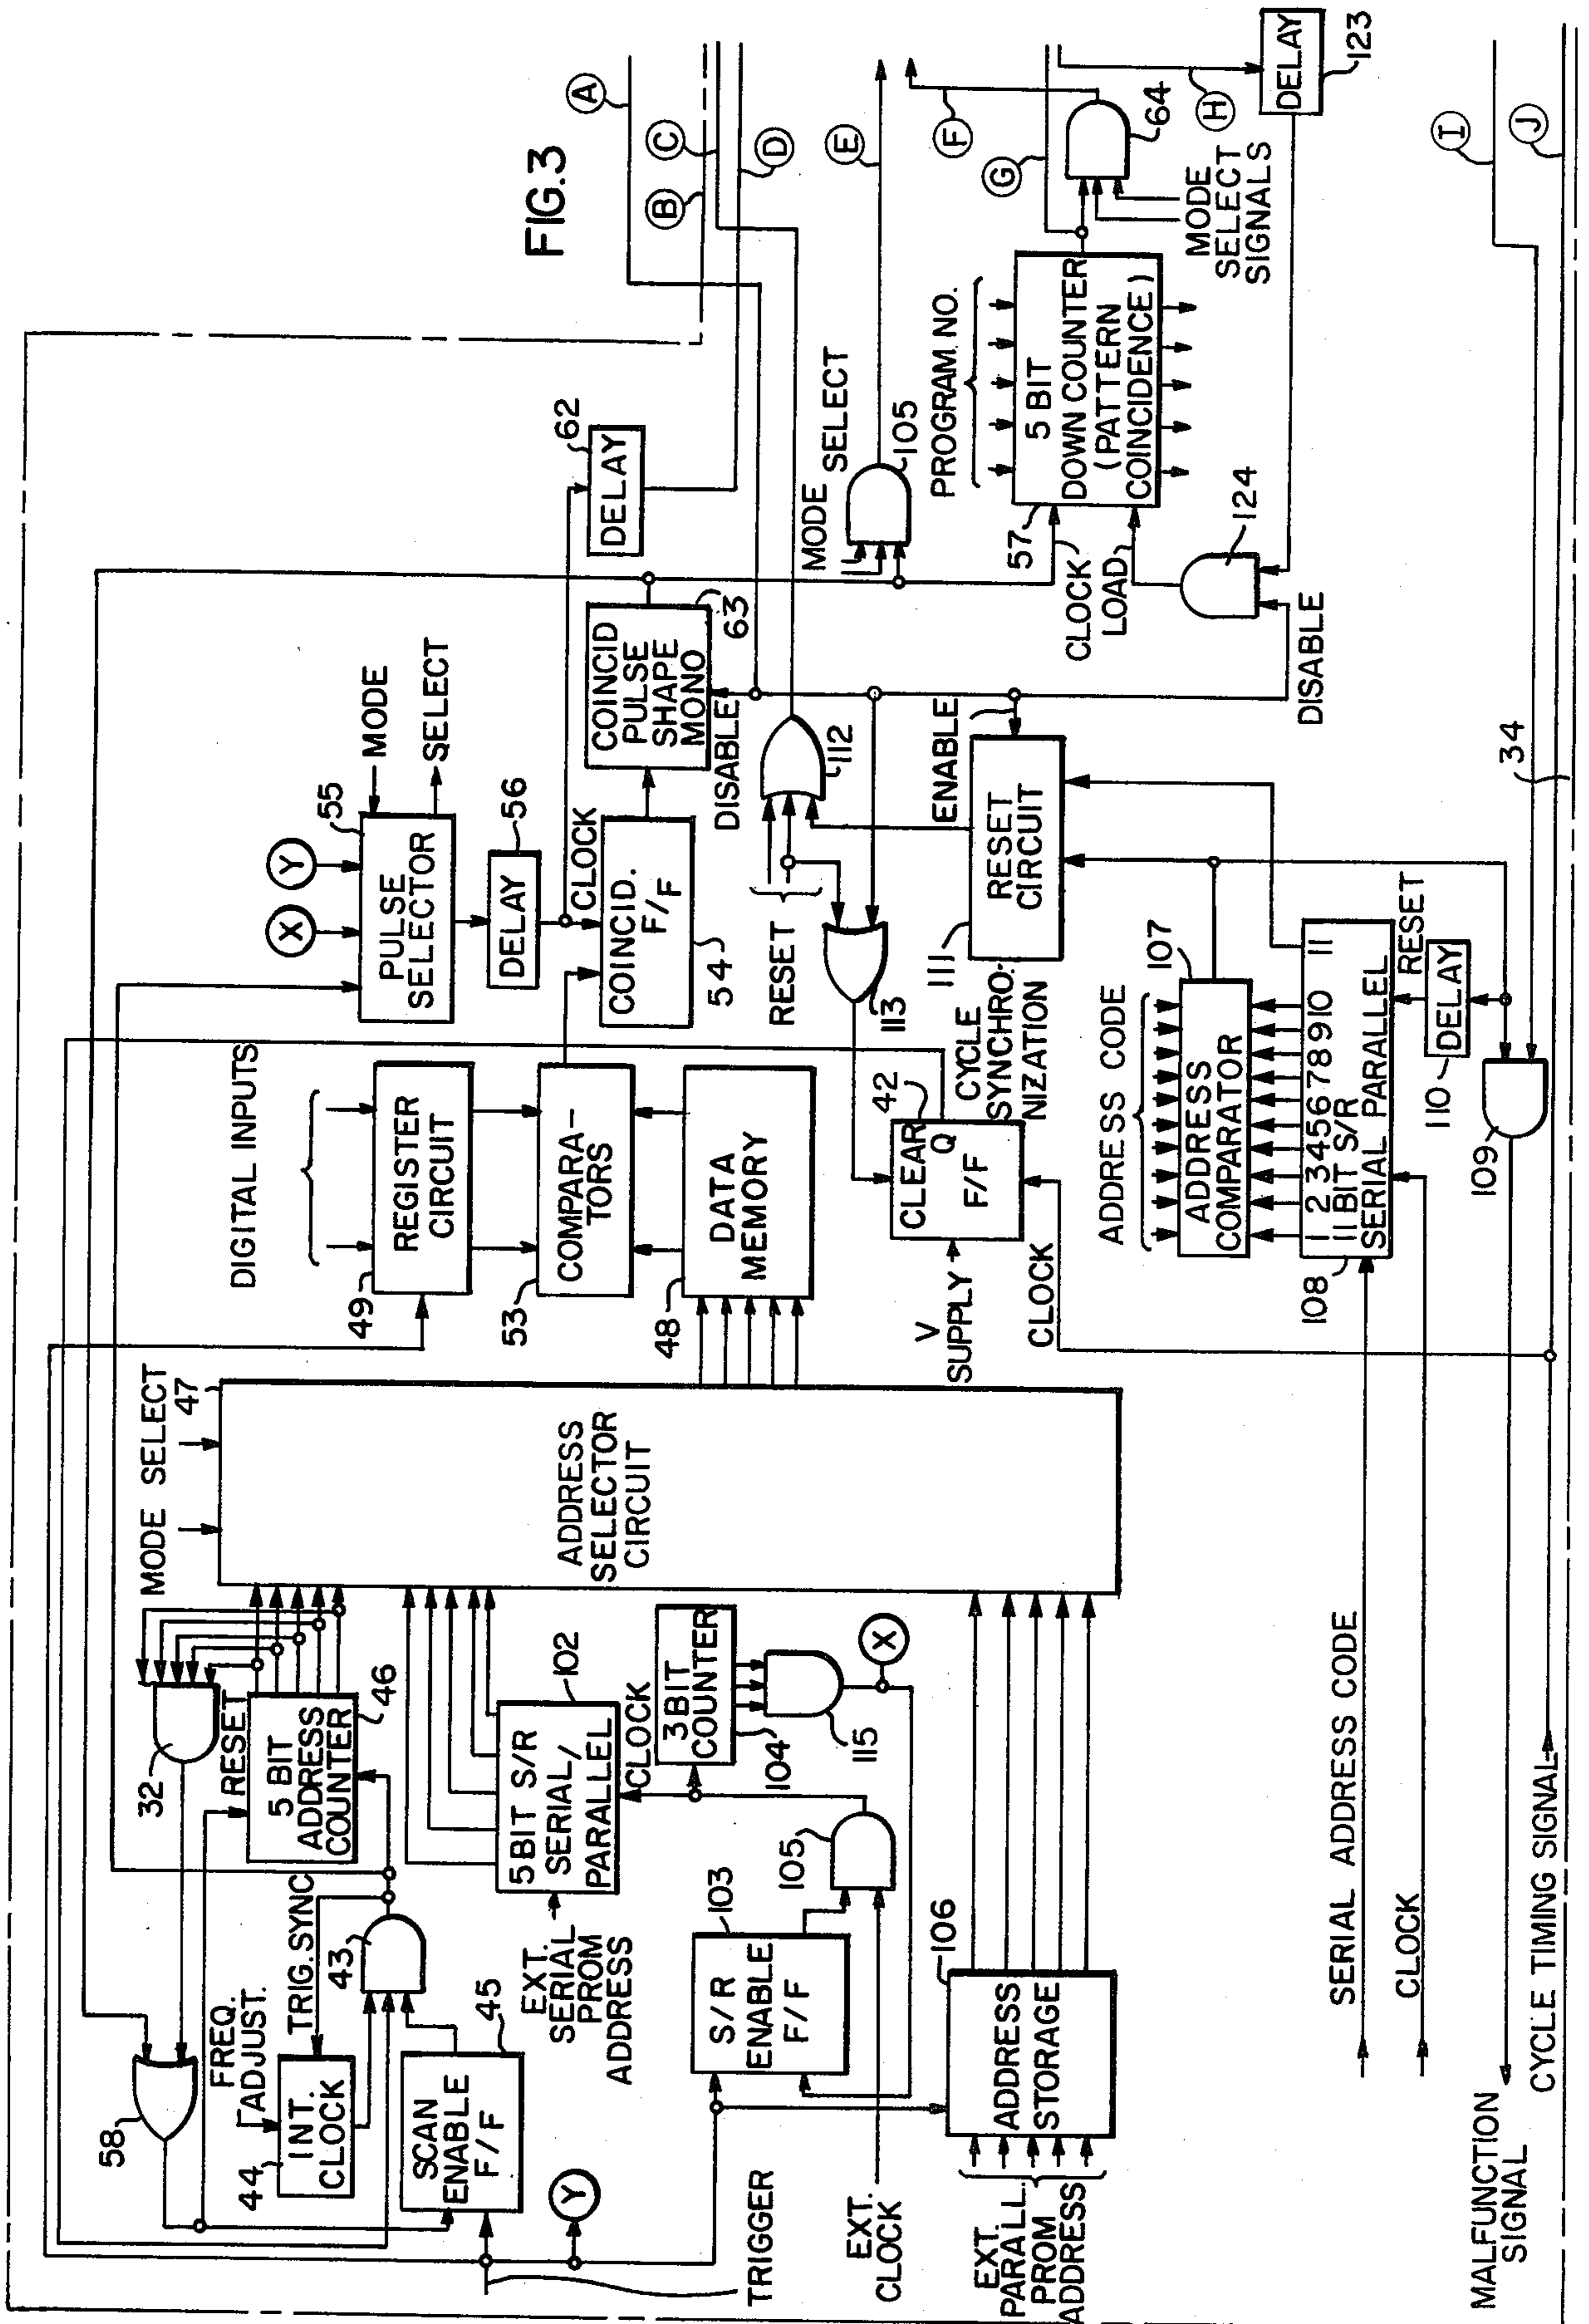 FIG.3
A
B
C
D
E
F
G
H
I
J
DELAY
123
64
MODE
SELECT
SIGNALS
PROGRAM NO.
5 BIT
DOWN COUNTER
(PATTERN
COINCIDENCE)
57
CLOCK
LOAD
124
DISABLE
62
DELAY
MODE SELECT
105
COINCID
PULSE
SHAPE
MONO
63
DISABLE
MODE
SELECT
55
Y
X
PULSE
SELECTOR
56
DELAY
CLOCK
COINCID.
F/F
54
112
ENABLE
RESET
113
RESET
CIRCUIT
111
CYCLE
SYNCHRO-
NIZATION
34
DIGITAL INPUTS
REGISTER
CIRCUIT
49
COMPARA-
TORS
53
DATA
MEMORY
48
42
CLEAR
Q
F/F
V
SUPPLY
CLOCK
ADDRESS CODE
107
ADDRESS
COMPARATOR
1 2 3 4 5 6 7 8 9 10 11
11 BIT S/R
SERIAL PARALLEL
108
RESET
DELAY
110
109
MODE SELECT
47
ADDRESS
SELECTOR
CIRCUIT
32
RESET
5 BIT
ADDRESS
COUNTER
46
58
FREQ.
ADJUST.
TRIG. SYNC
INT.
CLOCK
44
43
SCAN
ENABLE
F/F
45
5BIT S/R
SERIAL/
PARALLEL
102
EXT.
SERIAL
PROM
ADDRESS
CLOCK
3BIT
COUNTER
104
115
X
S/R
ENABLE
F/F
103
105
Y
TRIGGER
EXT.
CLOCK
106
ADDRESS
STORAGE
EXT.
PARALL.
PROM
ADDRESS
SERIAL ADDRESS CODE
CLOCK
MALFUNCTION
SIGNAL
CYCLE TIMING SIGNAL